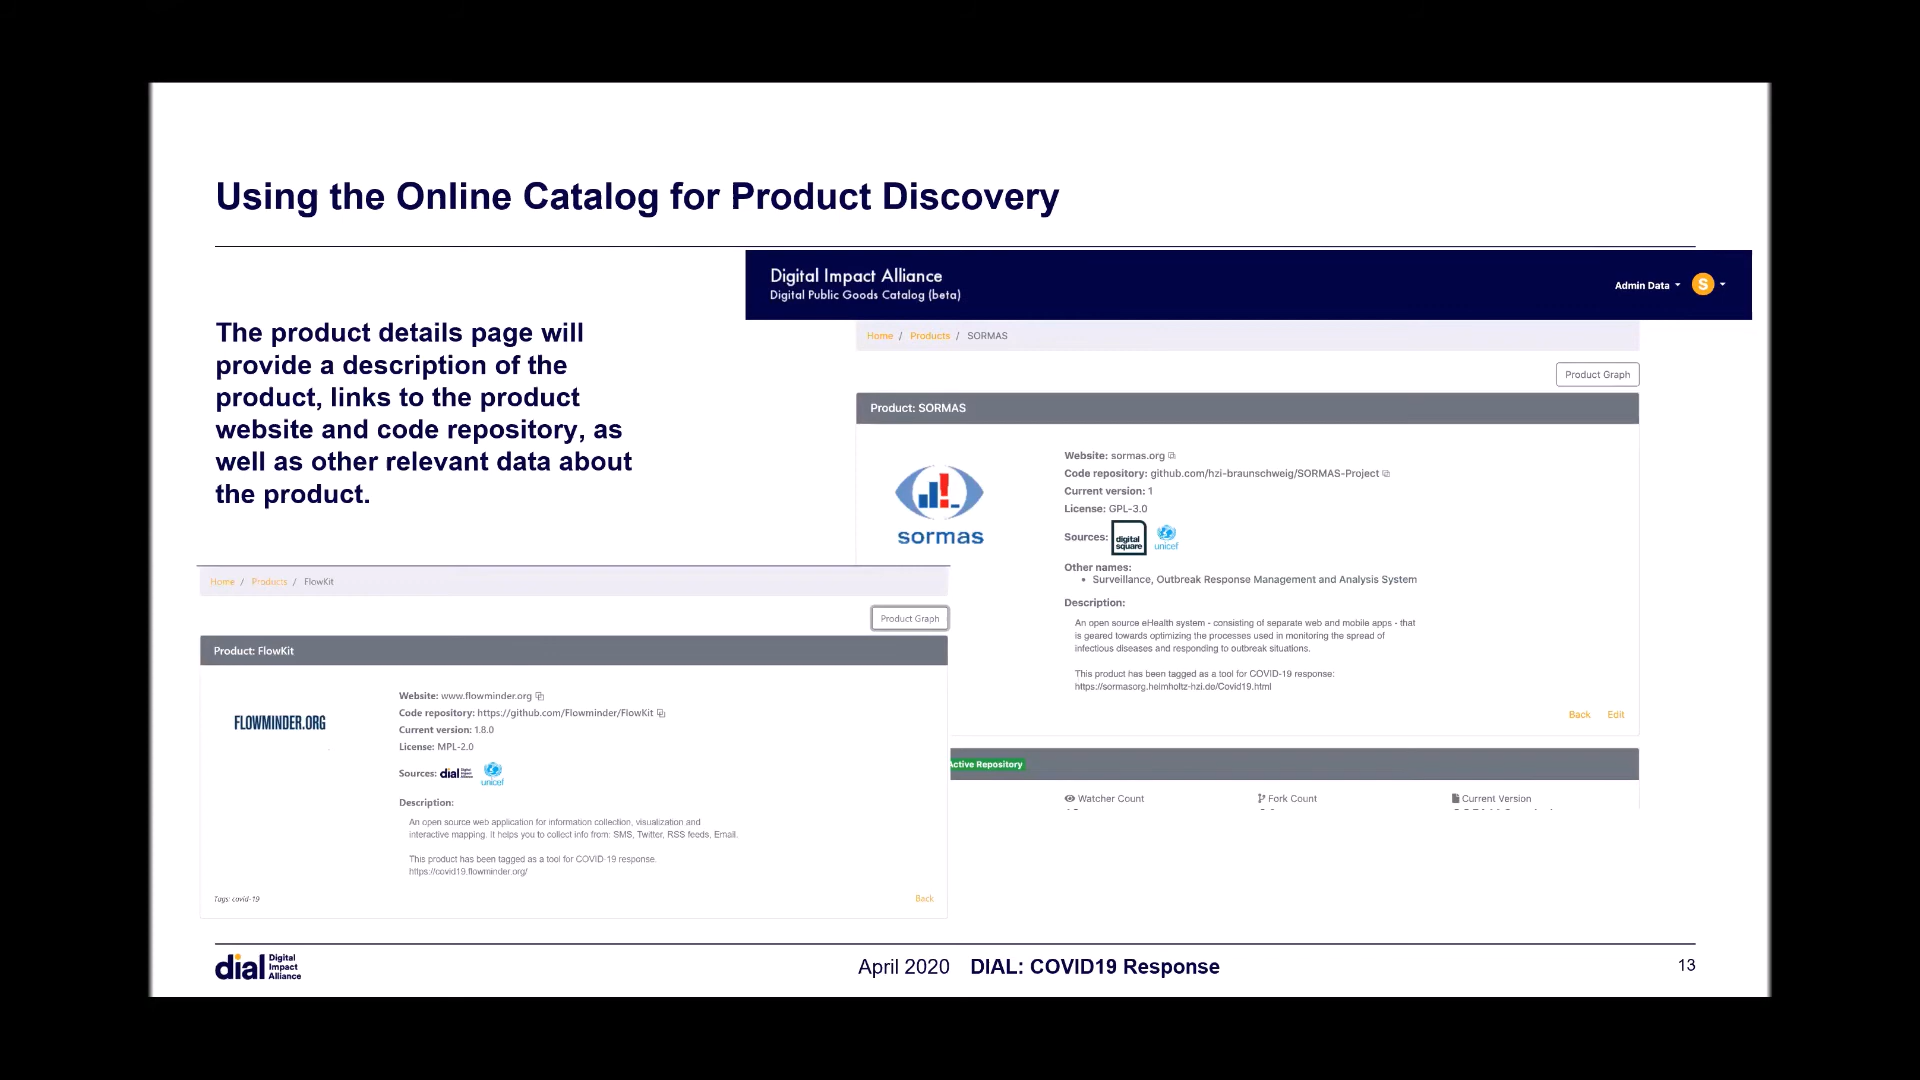 Using the Online Catalog for Product Discovery
The product details page will
provide a description of the
product, links to the product
website and code repository, as
well as other relevant data about
the product.
Digital Impact Alliance
Digital Public Goods Catalog (beta)
Admin Data
S
Home / Products / SORMAS
Product Graph
Product: SORMAS
sormas
Website: sormas.org
Code repository: github.com/hzi-braunschweig/SORMAS-Project
Current version: 1
License: GPL-3.0
Sources: digital square unicef
Other names:
• Surveillance, Outbreak Response Management and Analysis System
Description:
An open source eHealth system - consisting of separate web and mobile apps - that
is geared towards optimizing the processes used in monitoring the spread of
infectious diseases and responding to outbreak situations.
This product has been tagged as a tool for COVID-19 response:
https://sormasorg.helmholtz-hzi.de/Covid19.html
Back Edit
Active Repository
Watcher Count Fork Count Current Version
Home / Products / FlowKit
Product Graph
Product: FlowKit
FLOWMINDER.ORG
Website: www.flowminder.org
Code repository: https://github.com/Flowminder/FlowKit
Current version: 1.8.0
License: MPL-2.0
Sources: dial Digital Impact Alliance unicef
Description:
An open source web application for information collection, visualization and
interactive mapping. It helps you to collect info from: SMS, Twitter, RSS feeds, Email.
This product has been tagged as a tool for COVID-19 response.
https://covid19.flowminder.org/
Tags: covid-19
Back
dial Digital Impact Alliance
April 2020 DIAL: COVID19 Response
13